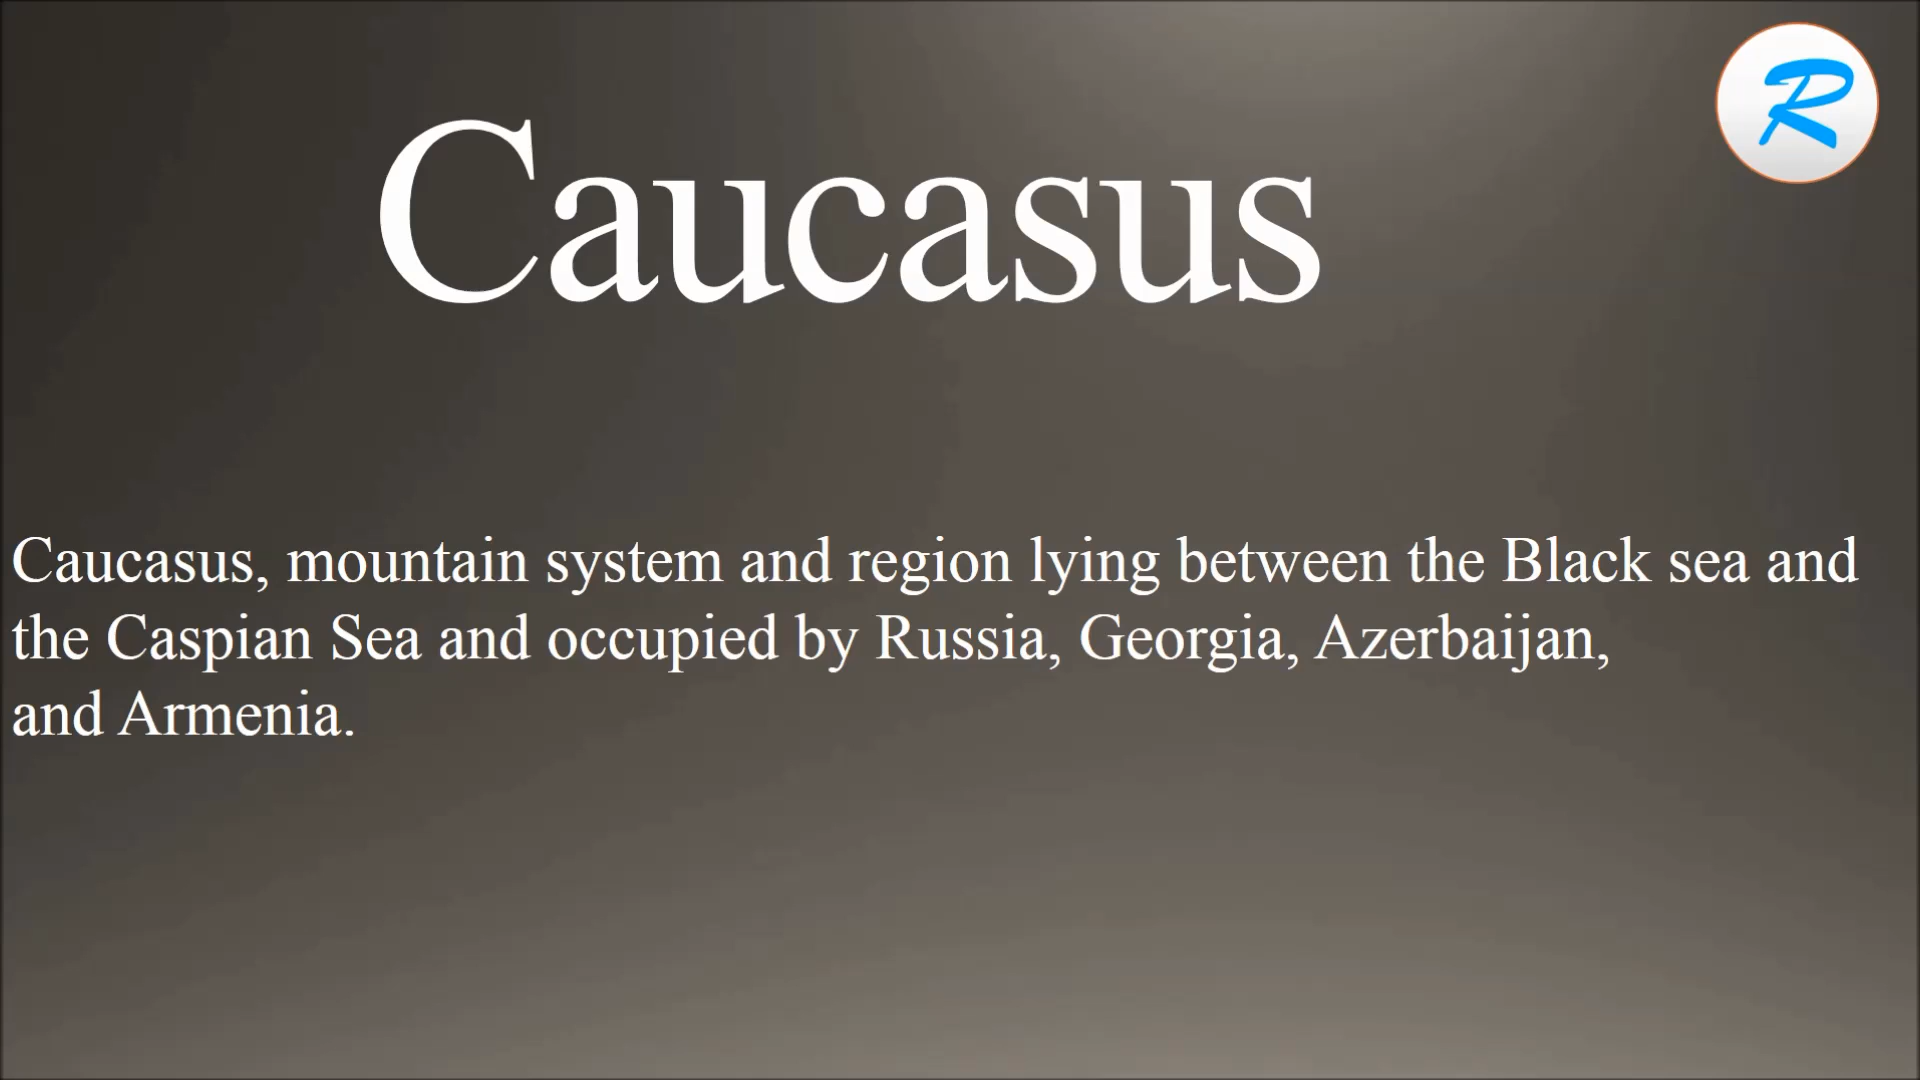 R
Caucasus
Caucasus, mountain system and region lying between the Black sea and
the Caspian Sea and occupied by Russia, Georgia, Azerbaijan,
and Armenia.